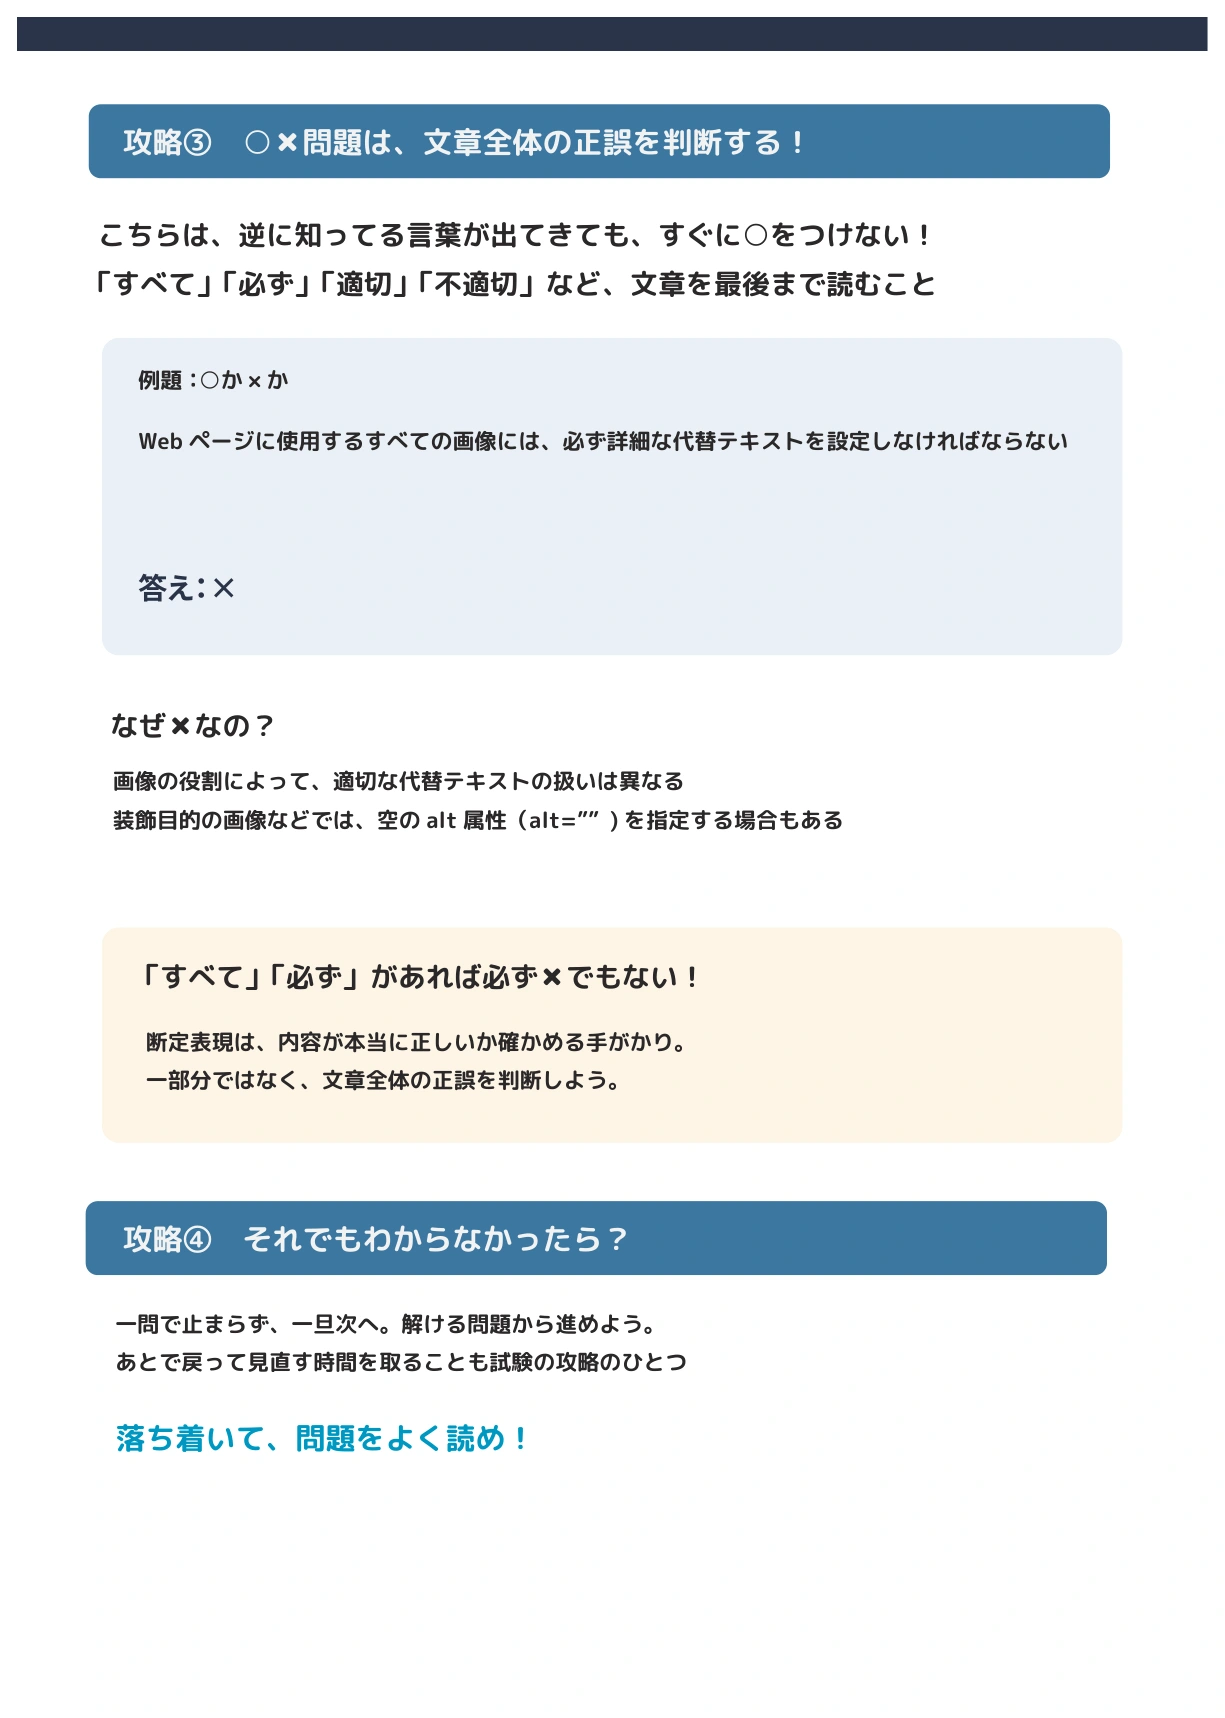 攻略③　○✖問題は、文章全体の正誤を判断する！
こちらは、逆に知ってる言葉が出てきても、すぐに○をつけない！
「すべて」「必ず」「適切」「不適切」など、文章を最後まで読むこと
例題：○か×か
Web ページに使用するすべての画像には、必ず詳細な代替テキストを設定しなければならない
答え：×
なぜ✖なの？
画像の役割によって、適切な代替テキストの扱いは異なる
装飾目的の画像などでは、空の alt 属性（alt=”” ) を指定する場合もある
「すべて」「必ず」があれば必ず✖でもない！
断定表現は、内容が本当に正しいか確かめる手がかり。
一部分ではなく、文章全体の正誤を判断しよう。
攻略④　それでもわからなかったら？
一問で止まらず、一旦次へ。解ける問題から進めよう。
あとで戻って見直す時間を取ることも試験の攻略のひとつ
落ち着いて、問題をよく読め！